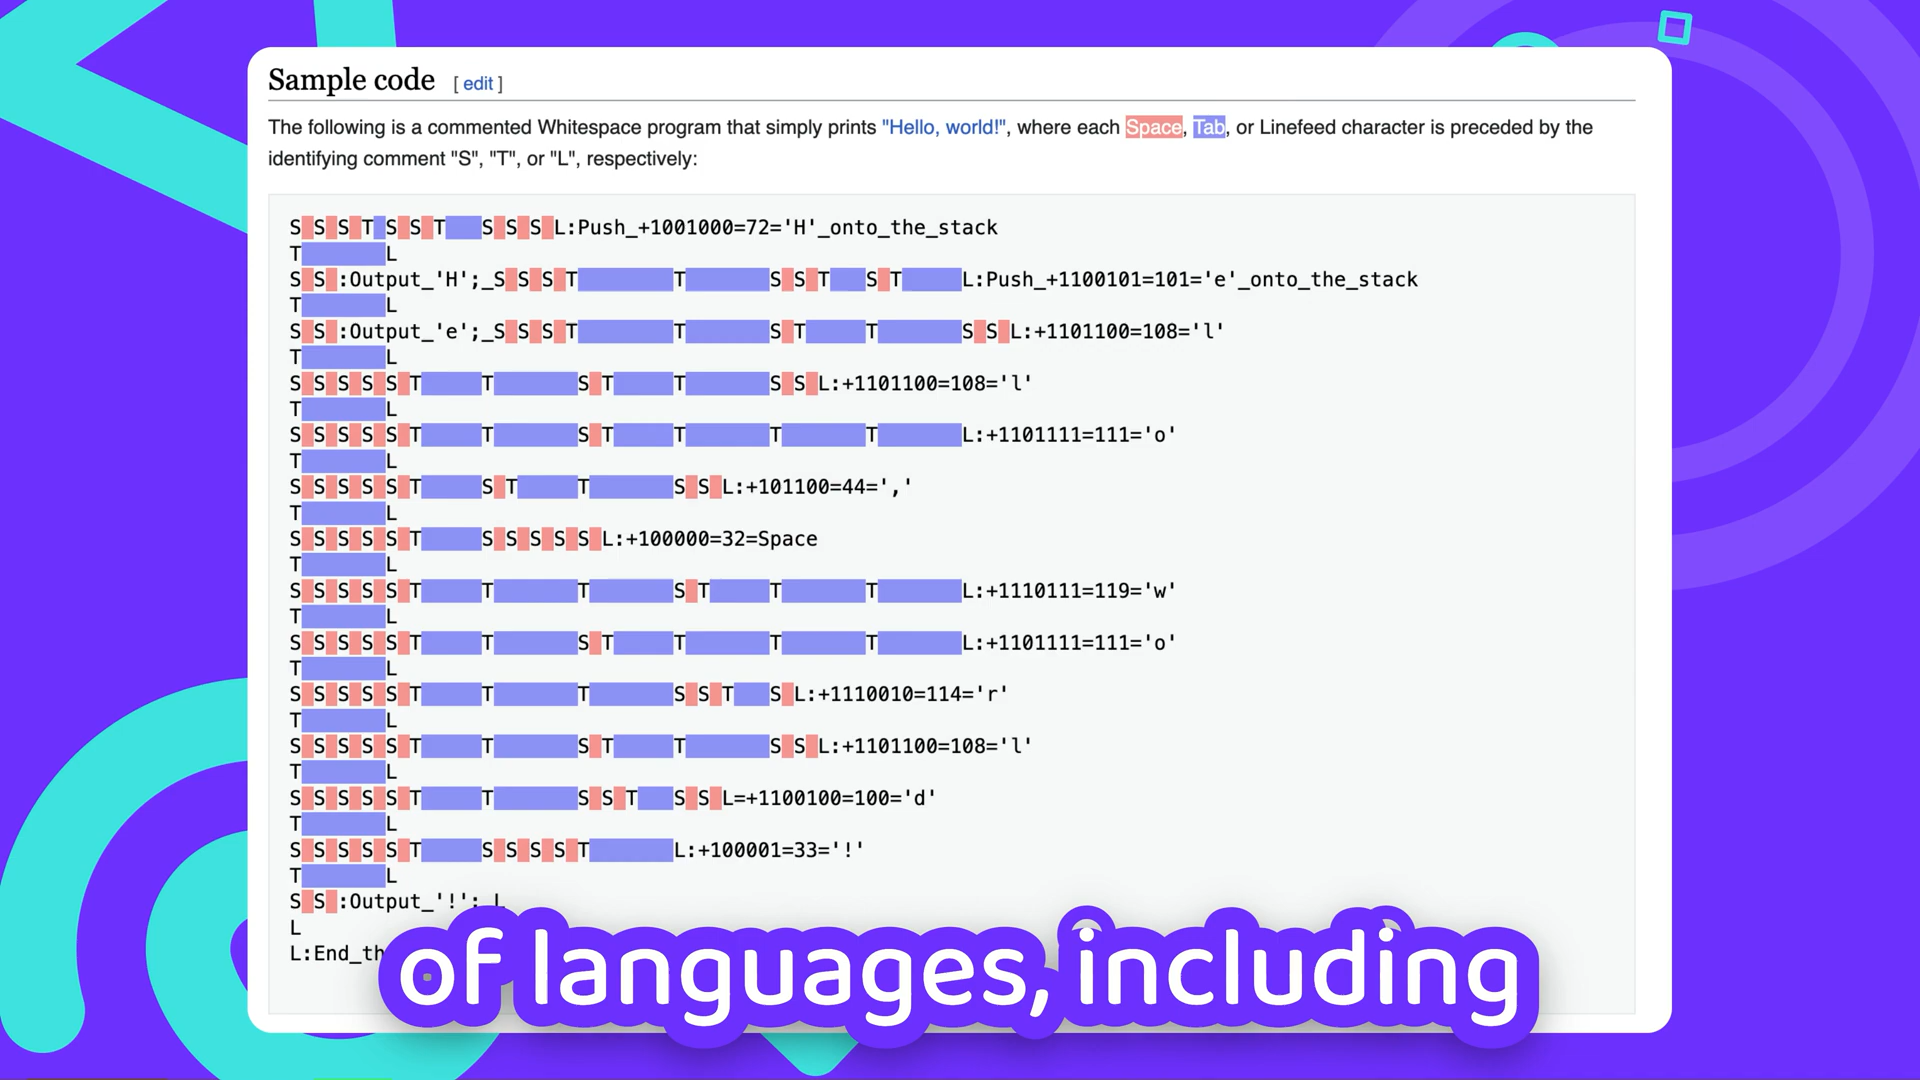 Sample code [ edit ]
The following is a commented Whitespace program that simply prints "Hello, world!", where each Space, Tab, or Linefeed character is preceded by the
identifying comment "S", "T", or "L", respectively:
S S S T S S T S S S L:Push_+1001000=72='H'_onto_the_stack
T L
S S :Output_'H';_S S S T T S S T S T L:Push_+1100101=101='e'_onto_the_stack
T L
S S :Output_'e';_S S S T T S T T S S L:+1101100=108='l'
T L
S S S S S T T S T T S S L:+1101100=108='l'
T L
S S S S S T T S T T T T L:+1101111=111='o'
T L
S S S S S T S T T S S L:+101100=44=','
T L
S S S S S T S S S S S L:+100000=32=Space
T L
S S S S S T T T S T T T L:+1110111=119='w'
T L
S S S S S T T S T T T T L:+1101111=111='o'
T L
S S S S S T T T S S T S L:+1110010=114='r'
T L
S S S S S T T S T T S S L:+1101100=108='l'
T L
S S S S S T T S S T S S L=+1100100=100='d'
T L
S S S S S T S S S S T L:+100001=33='!'
T L
S S :Output_'!';_L
L
L:End_th
of languages, including